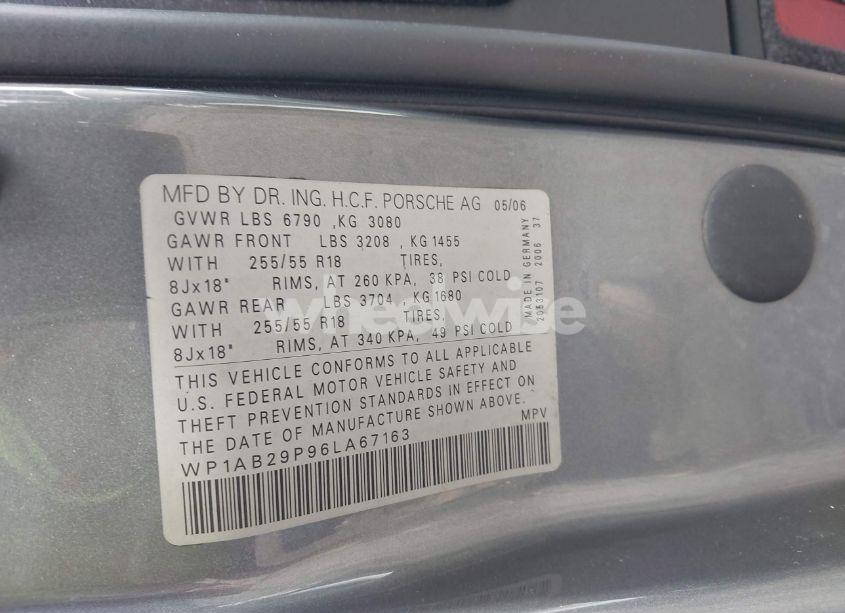 MFD BY DR. ING. H.C.F. PORSCHE AG 05/06
GVWR LBS 6790 ,KG 3080
GAWR FRONT LBS 3208 , KG 1455
WITH 255/55 R18 TIRES,
8Jx18" RIMS, AT 260 KPA, 38 PSI COLD
GAWR REAR LBS 3704 , KG 1680
WITH 255/55 R18 TIRES,
8Jx18" RIMS, AT 340 KPA, 49 PSI COLD
MADE IN GERMANY
2053107 2006 37
THIS VEHICLE CONFORMS TO ALL APPLICABLE
U.S. FEDERAL MOTOR VEHICLE SAFETY AND
THEFT PREVENTION STANDARDS IN EFFECT ON
THE DATE OF MANUFACTURE SHOWN ABOVE.
MPV
WP1AB29P96LA67163
wheelwise